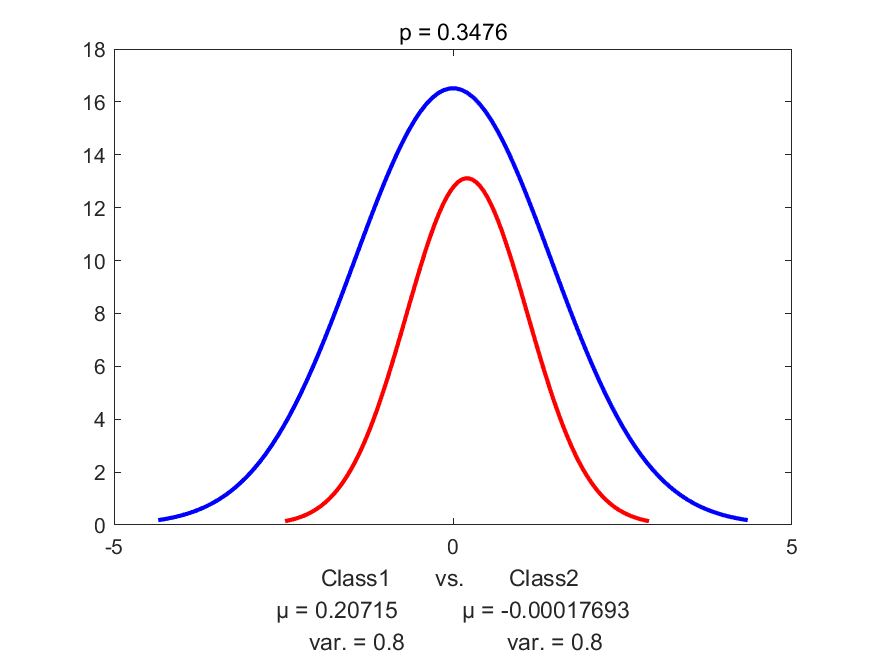 p = 0.3476
18
16
14
12
10
8
6
4
2
0
-5 0 5
Class1 vs. Class2
μ = 0.20715 μ = -0.00017693
var. = 0.8 var. = 0.8